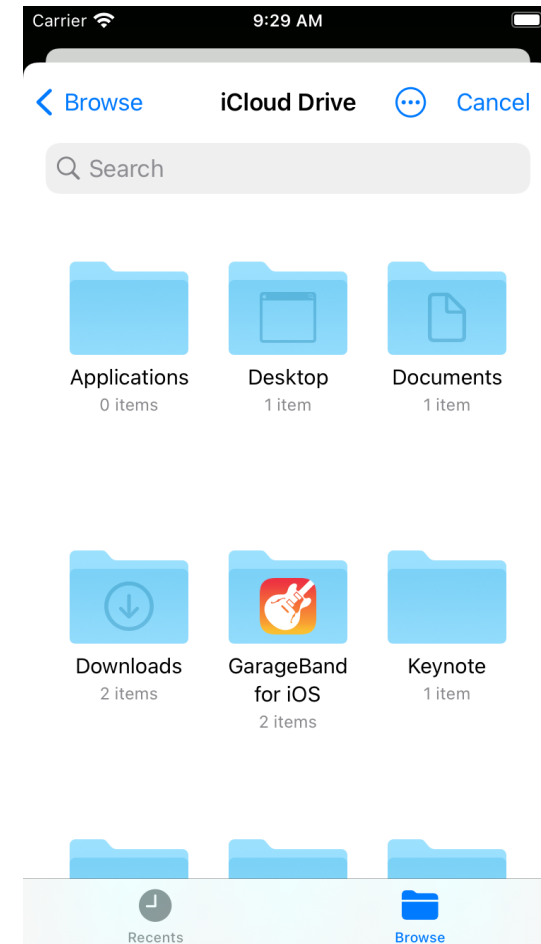 Carrier 9:29 AM
Browse iCloud Drive Cancel
Search
Applications Desktop Documents
0 items 1 item 1 item
Downloads GarageBand Keynote
2 items for iOS 1 item
2 items
Recents Browse